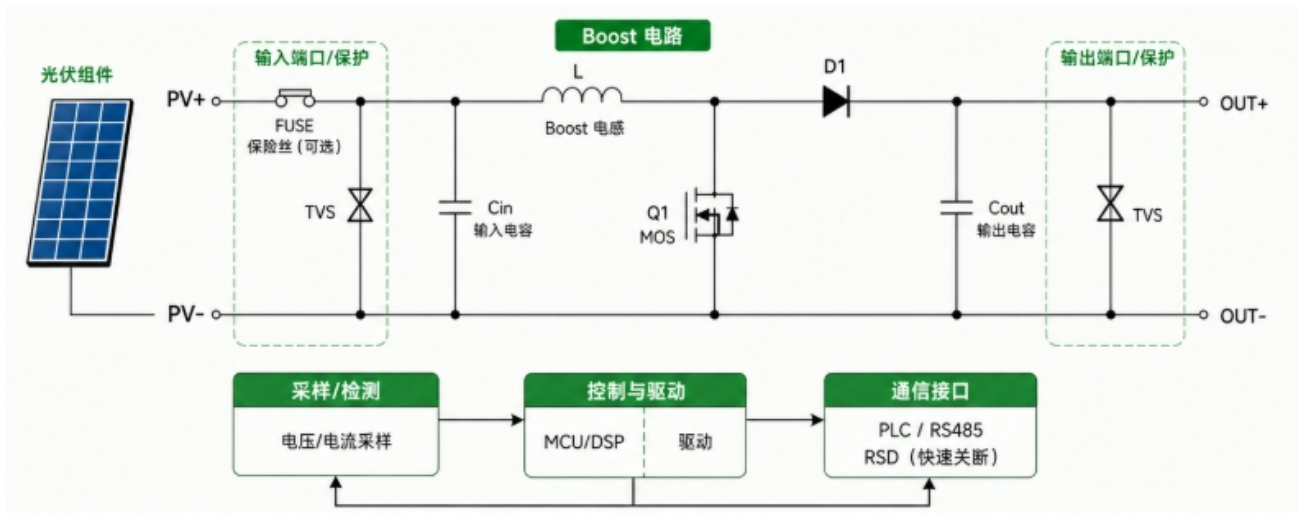 Boost 电路
输入端口/保护
输出端口/保护
光伏组件
PV+
FUSE
保险丝 (可选)
L
Boost 电感
D1
OUT+
TVS
Cin
输入电容
Q1
MOS
Cout
输出电容
TVS
PV-
OUT-
采样/检测
电压/电流采样
控制与驱动
MCU/DSP
驱动
通信接口
PLC / RS485
RSD（快速关断）